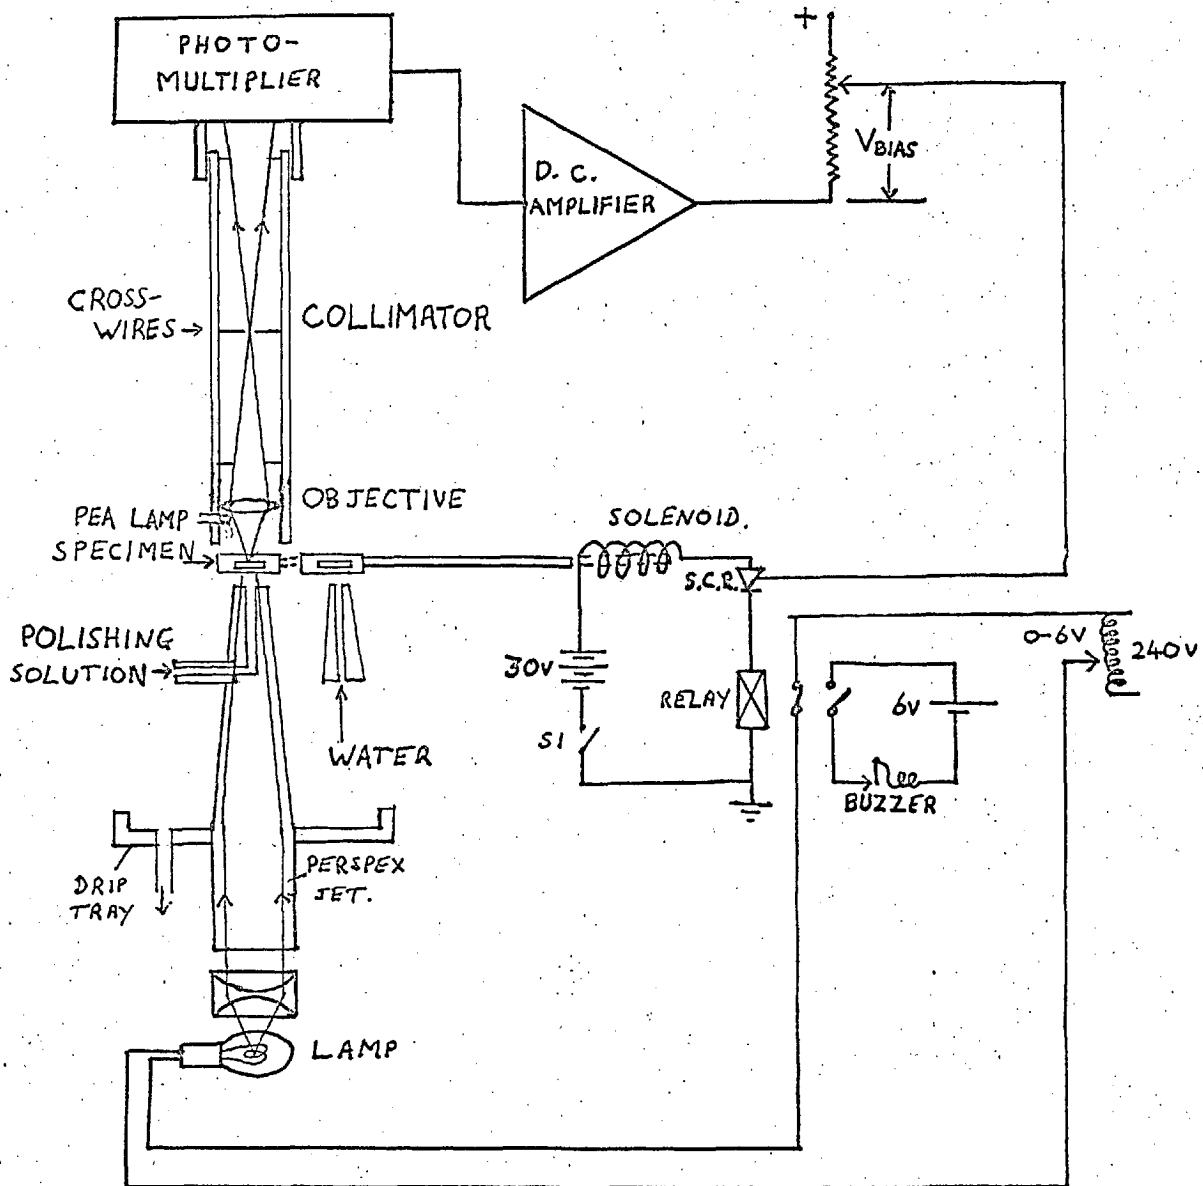 PHOTO-
MULTIPLIER
+
VBIAS
D. C.
AMPLIFIER
CROSS-
WIRES
COLLIMATOR
OBJECTIVE
PEA LAMP
SPECIMEN
SOLENOID.
S.C.R.
POLISHING
SOLUTION
30V
RELAY
S1
WATER
0-6V
240V
6V
BUZZER
DRIP
TRAY
PERSPEX
JET.
LAMP